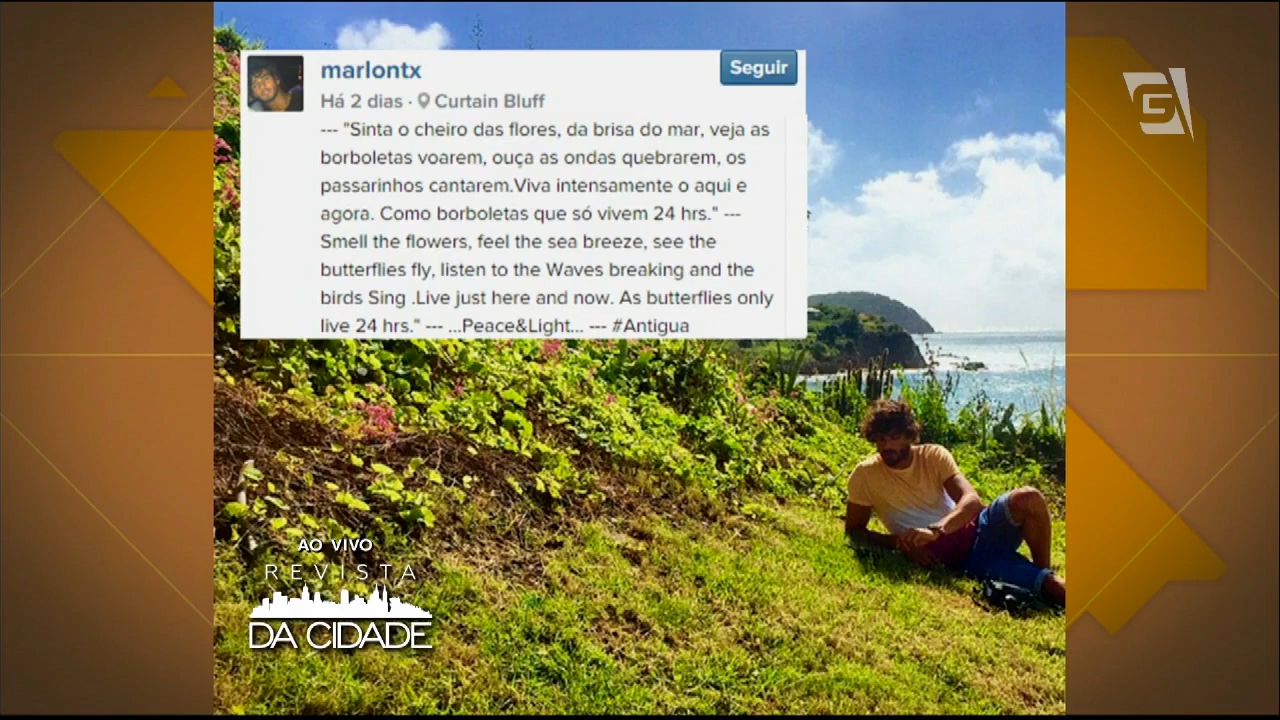 marlontx
Seguir
Há 2 dias · Curtain Bluff
--- "Sinta o cheiro das flores, da brisa do mar, veja as
borboletas voarem, ouça as ondas quebrarem, os
passarinhos cantarem.Viva intensamente o aqui e
agora. Como borboletas que só vivem 24 hrs." ---
Smell the flowers, feel the sea breeze, see the
butterflies fly, listen to the Waves breaking and the
birds Sing .Live just here and now. As butterflies only
live 24 hrs." --- ...Peace&Light... --- #Antigua
AO VIVO
REVISTA
DA CIDADE